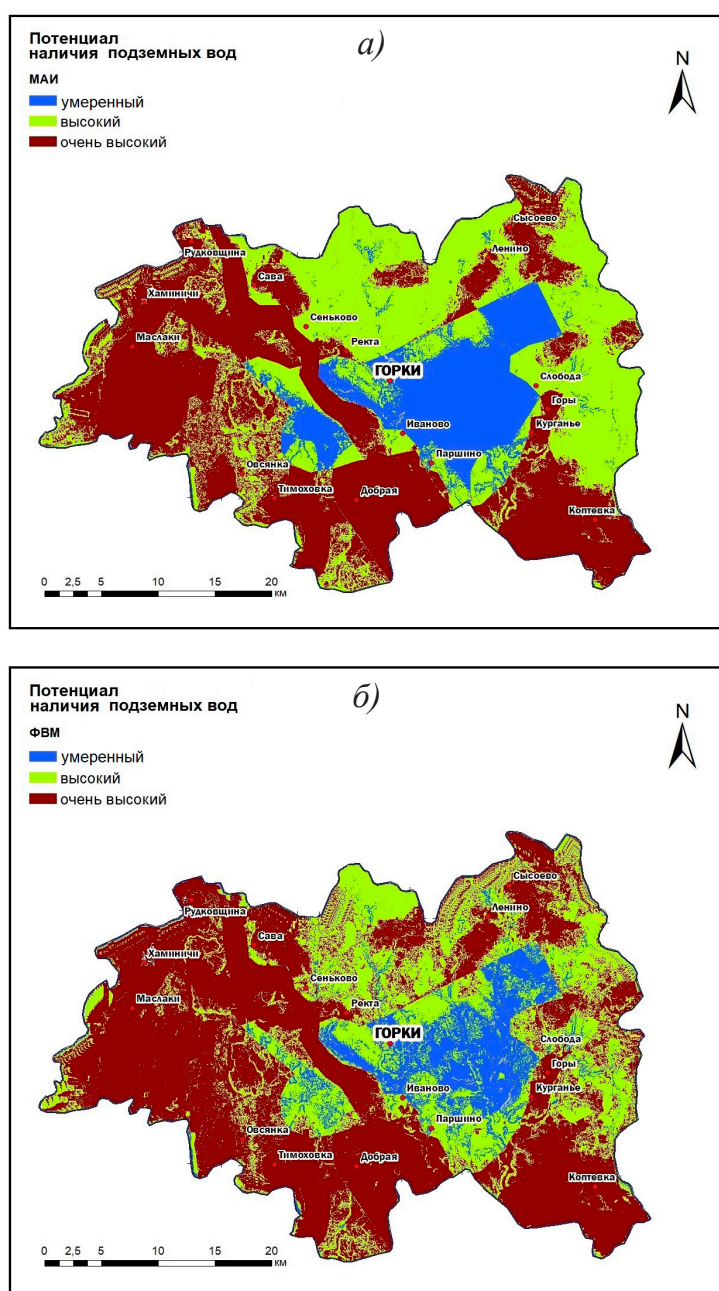 Потенциал
наличия подземных вод
а)
N
МАИ
умеренный
высокий
очень высокий
Сысоево
Рудковщина
Ленино
Сава
Хаминичи
Сеньково
Маслаки
Ректа
ГОРКИ
Слобода
Горы
Иваново
Курганье
Паршино
Овсянка
Тимоховка
Добрая
Коптевка
0 2,5 5 10 15 20
км
Потенциал
наличия подземных вод
б)
N
ФВМ
умеренный
высокий
очень высокий
Сысоево
Рудковщина
Ленино
Сава
Хаминичи
Сеньково
Маслаки
Ректа
ГОРКИ
Слобода
Горы
Курганье
Иваново
Паршино
Овсянка
Тимоховка
Добрая
Коптевка
0 2,5 5 10 15 20
км